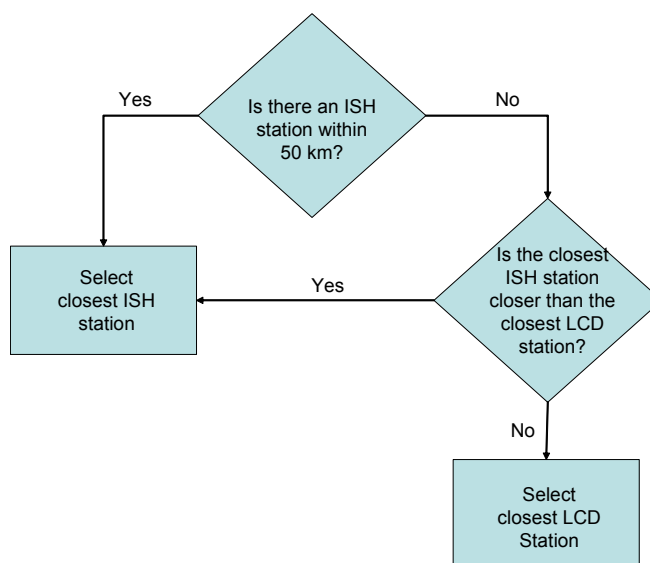 Yes
Is there an ISH
station within
50 km?
No
Select
closest ISH
station
Yes
Is the closest
ISH station
closer than the
closest LCD
station?
No
Select
closest LCD
Station